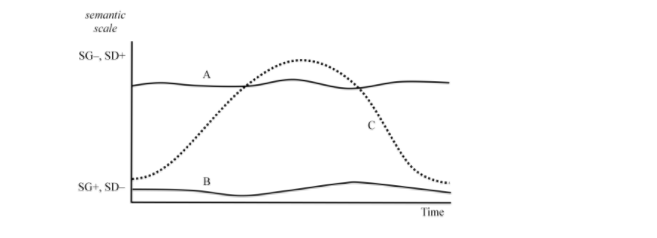 semantic
scale
SG–, SD+
A
C
SG+, SD–
B
Time